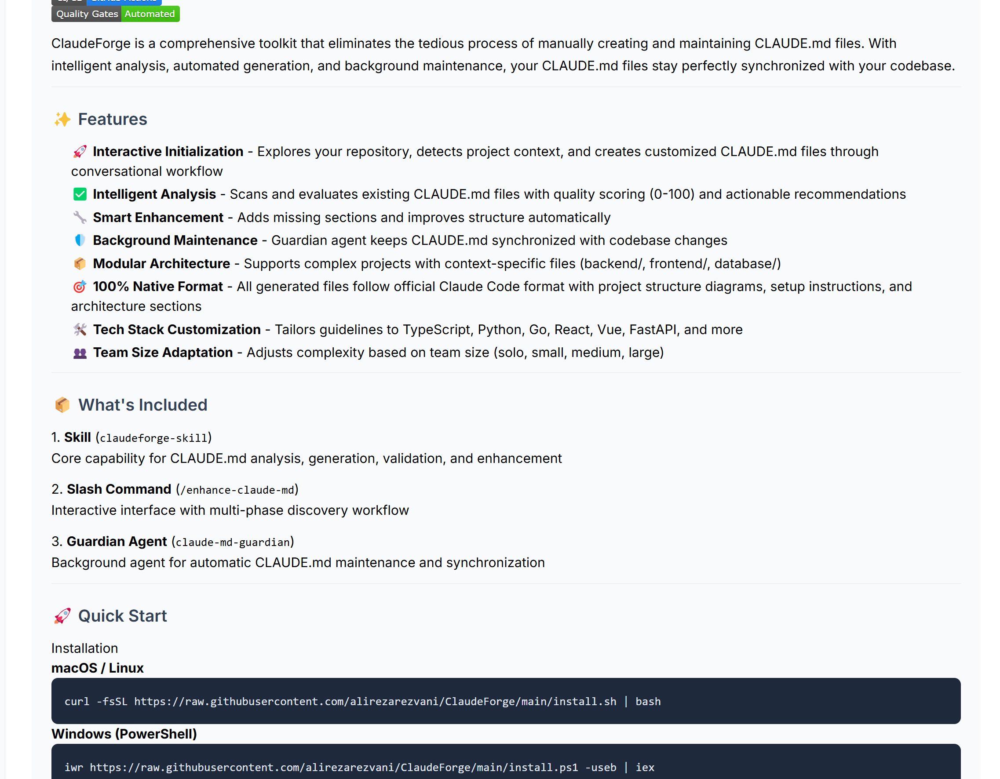 CI/CD GitHub Actions
Quality Gates Automated
ClaudeForge is a comprehensive toolkit that eliminates the tedious process of manually creating and maintaining CLAUDE.md files. With
intelligent analysis, automated generation, and background maintenance, your CLAUDE.md files stay perfectly synchronized with your codebase.
✨ Features
🚀 Interactive Initialization - Explores your repository, detects project context, and creates customized CLAUDE.md files through
conversational workflow
✅ Intelligent Analysis - Scans and evaluates existing CLAUDE.md files with quality scoring (0-100) and actionable recommendations
🔧 Smart Enhancement - Adds missing sections and improves structure automatically
🛡️ Background Maintenance - Guardian agent keeps CLAUDE.md synchronized with codebase changes
📦 Modular Architecture - Supports complex projects with context-specific files (backend/, frontend/, database/)
🎯 100% Native Format - All generated files follow official Claude Code format with project structure diagrams, setup instructions, and
architecture sections
🛠️ Tech Stack Customization - Tailors guidelines to TypeScript, Python, Go, React, Vue, FastAPI, and more
👥 Team Size Adaptation - Adjusts complexity based on team size (solo, small, medium, large)
📦 What's Included
1. Skill (claudeforge-skill)
Core capability for CLAUDE.md analysis, generation, validation, and enhancement
2. Slash Command (/enhance-claude-md)
Interactive interface with multi-phase discovery workflow
3. Guardian Agent (claude-md-guardian)
Background agent for automatic CLAUDE.md maintenance and synchronization
🚀 Quick Start
Installation
macOS / Linux
curl -fsSL https://raw.githubusercontent.com/alirezarezvani/ClaudeForge/main/install.sh | bash
Windows (PowerShell)
iwr https://raw.githubusercontent.com/alirezarezvani/ClaudeForge/main/install.ps1 -useb | iex